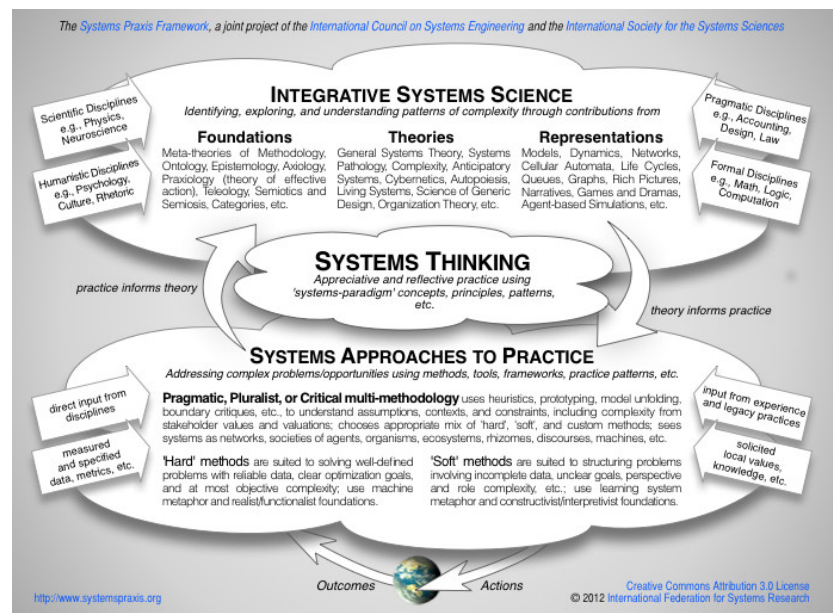 The Systems Praxis Framework, a joint project of the International Council on Systems Engineering and the International Society for the Systems Sciences
INTEGRATIVE SYSTEMS SCIENCE
Identifying, exploring, and understanding patterns of complexity through contributions from
Scientific Disciplines
e.g., Physics,
Neuroscience
Humanistic Disciplines
e.g., Psychology,
Culture, Rhetoric
Foundations
Meta-theories of Methodology,
Ontology, Epistemology, Axiology,
Praxiology (theory of effective
action), Teleology, Semiotics and
Semiosis, Categories, etc.
Theories
General Systems Theory, Systems
Pathology, Complexity, Anticipatory
Systems, Cybernetics, Autopoiesis,
Living Systems, Science of Generic
Design, Organization Theory, etc.
Representations
Models, Dynamics, Networks,
Cellular Automata, Life Cycles,
Queues, Graphs, Rich Pictures,
Narratives, Games and Dramas,
Agent-based Simulations, etc.
Pragmatic Disciplines
e.g., Accounting,
Design, Law
Formal Disciplines
e.g., Math, Logic,
Computation
SYSTEMS THINKING
Appreciative and reflective practice using
'systems-paradigm' concepts, principles, patterns,
etc.
practice informs theory
theory informs practice
SYSTEMS APPROACHES TO PRACTICE
Addressing complex problems/opportunities using methods, tools, frameworks, practice patterns, etc.
direct input from
disciplines
measured
and specified
data, metrics, etc.
Pragmatic, Pluralist, or Critical multi-methodology uses heuristics, prototyping, model unfolding,
boundary critiques, etc., to understand assumptions, contexts, and constraints, including complexity from
stakeholder values and valuations; chooses appropriate mix of 'hard', 'soft', and custom methods; sees
systems as networks, societies of agents, organisms, ecosystems, rhizomes, discourses, machines, etc.
'Hard' methods are suited to solving well-defined
problems with reliable data, clear optimization goals,
and at most objective complexity; use machine
metaphor and realist/functionalist foundations.
'Soft' methods are suited to structuring problems
involving incomplete data, unclear goals, perspective
and role complexity, etc.; use learning system
metaphor and constructivist/interpretivist foundations.
input from experience
and legacy practices
solicited
local values,
knowledge, etc.
Outcomes
Actions
http://www.systemspraxis.org
Creative Commons Attribution 3.0 License
© 2012 International Federation for Systems Research